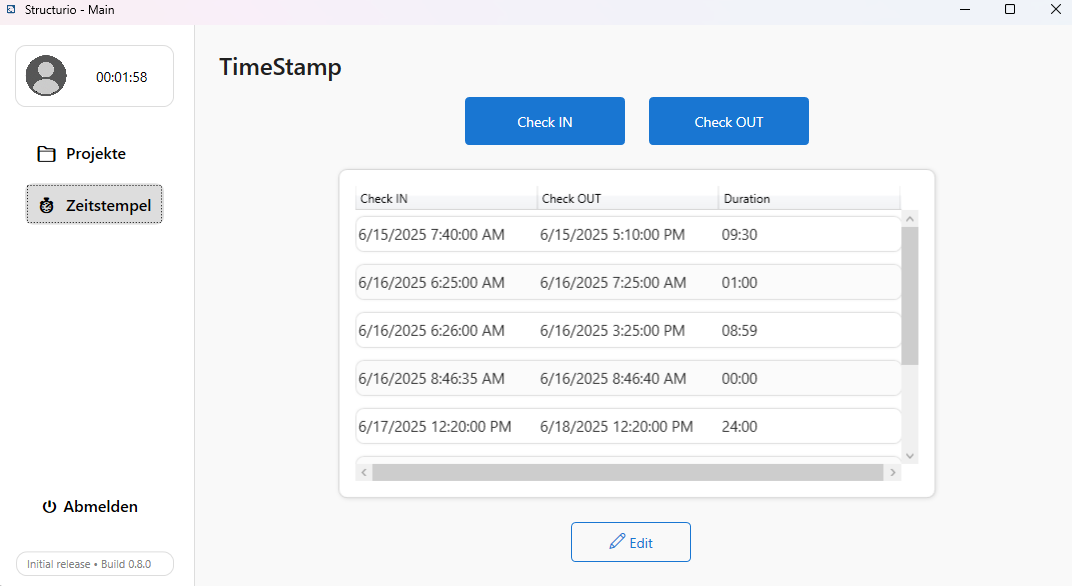 Structurio - Main
00:01:58
Projekte
Zeitstempel
Abmelden
Initial release • Build 0.8.0
TimeStamp
Check IN Check OUT
Check IN Check OUT Duration
6/15/2025 7:40:00 AM 6/15/2025 5:10:00 PM 09:30
6/16/2025 6:25:00 AM 6/16/2025 7:25:00 AM 01:00
6/16/2025 6:26:00 AM 6/16/2025 3:25:00 PM 08:59
6/16/2025 8:46:35 AM 6/16/2025 8:46:40 AM 00:00
6/17/2025 12:20:00 PM 6/18/2025 12:20:00 PM 24:00
Edit